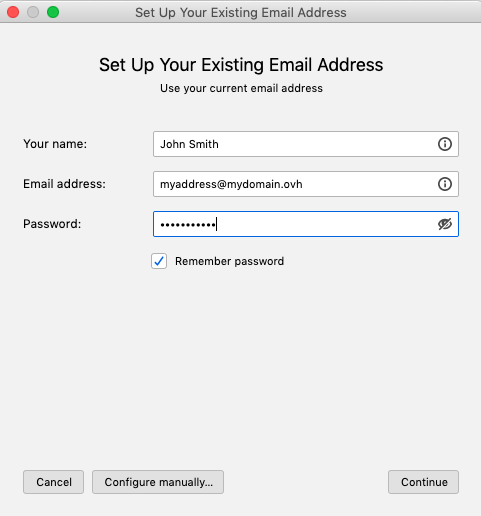 Set Up Your Existing Email Address
Set Up Your Existing Email Address
Use your current email address
Your name: John Smith
Email address: myaddress@mydomain.ovh
Password: •••••••••••
Remember password
Cancel Configure manually... Continue